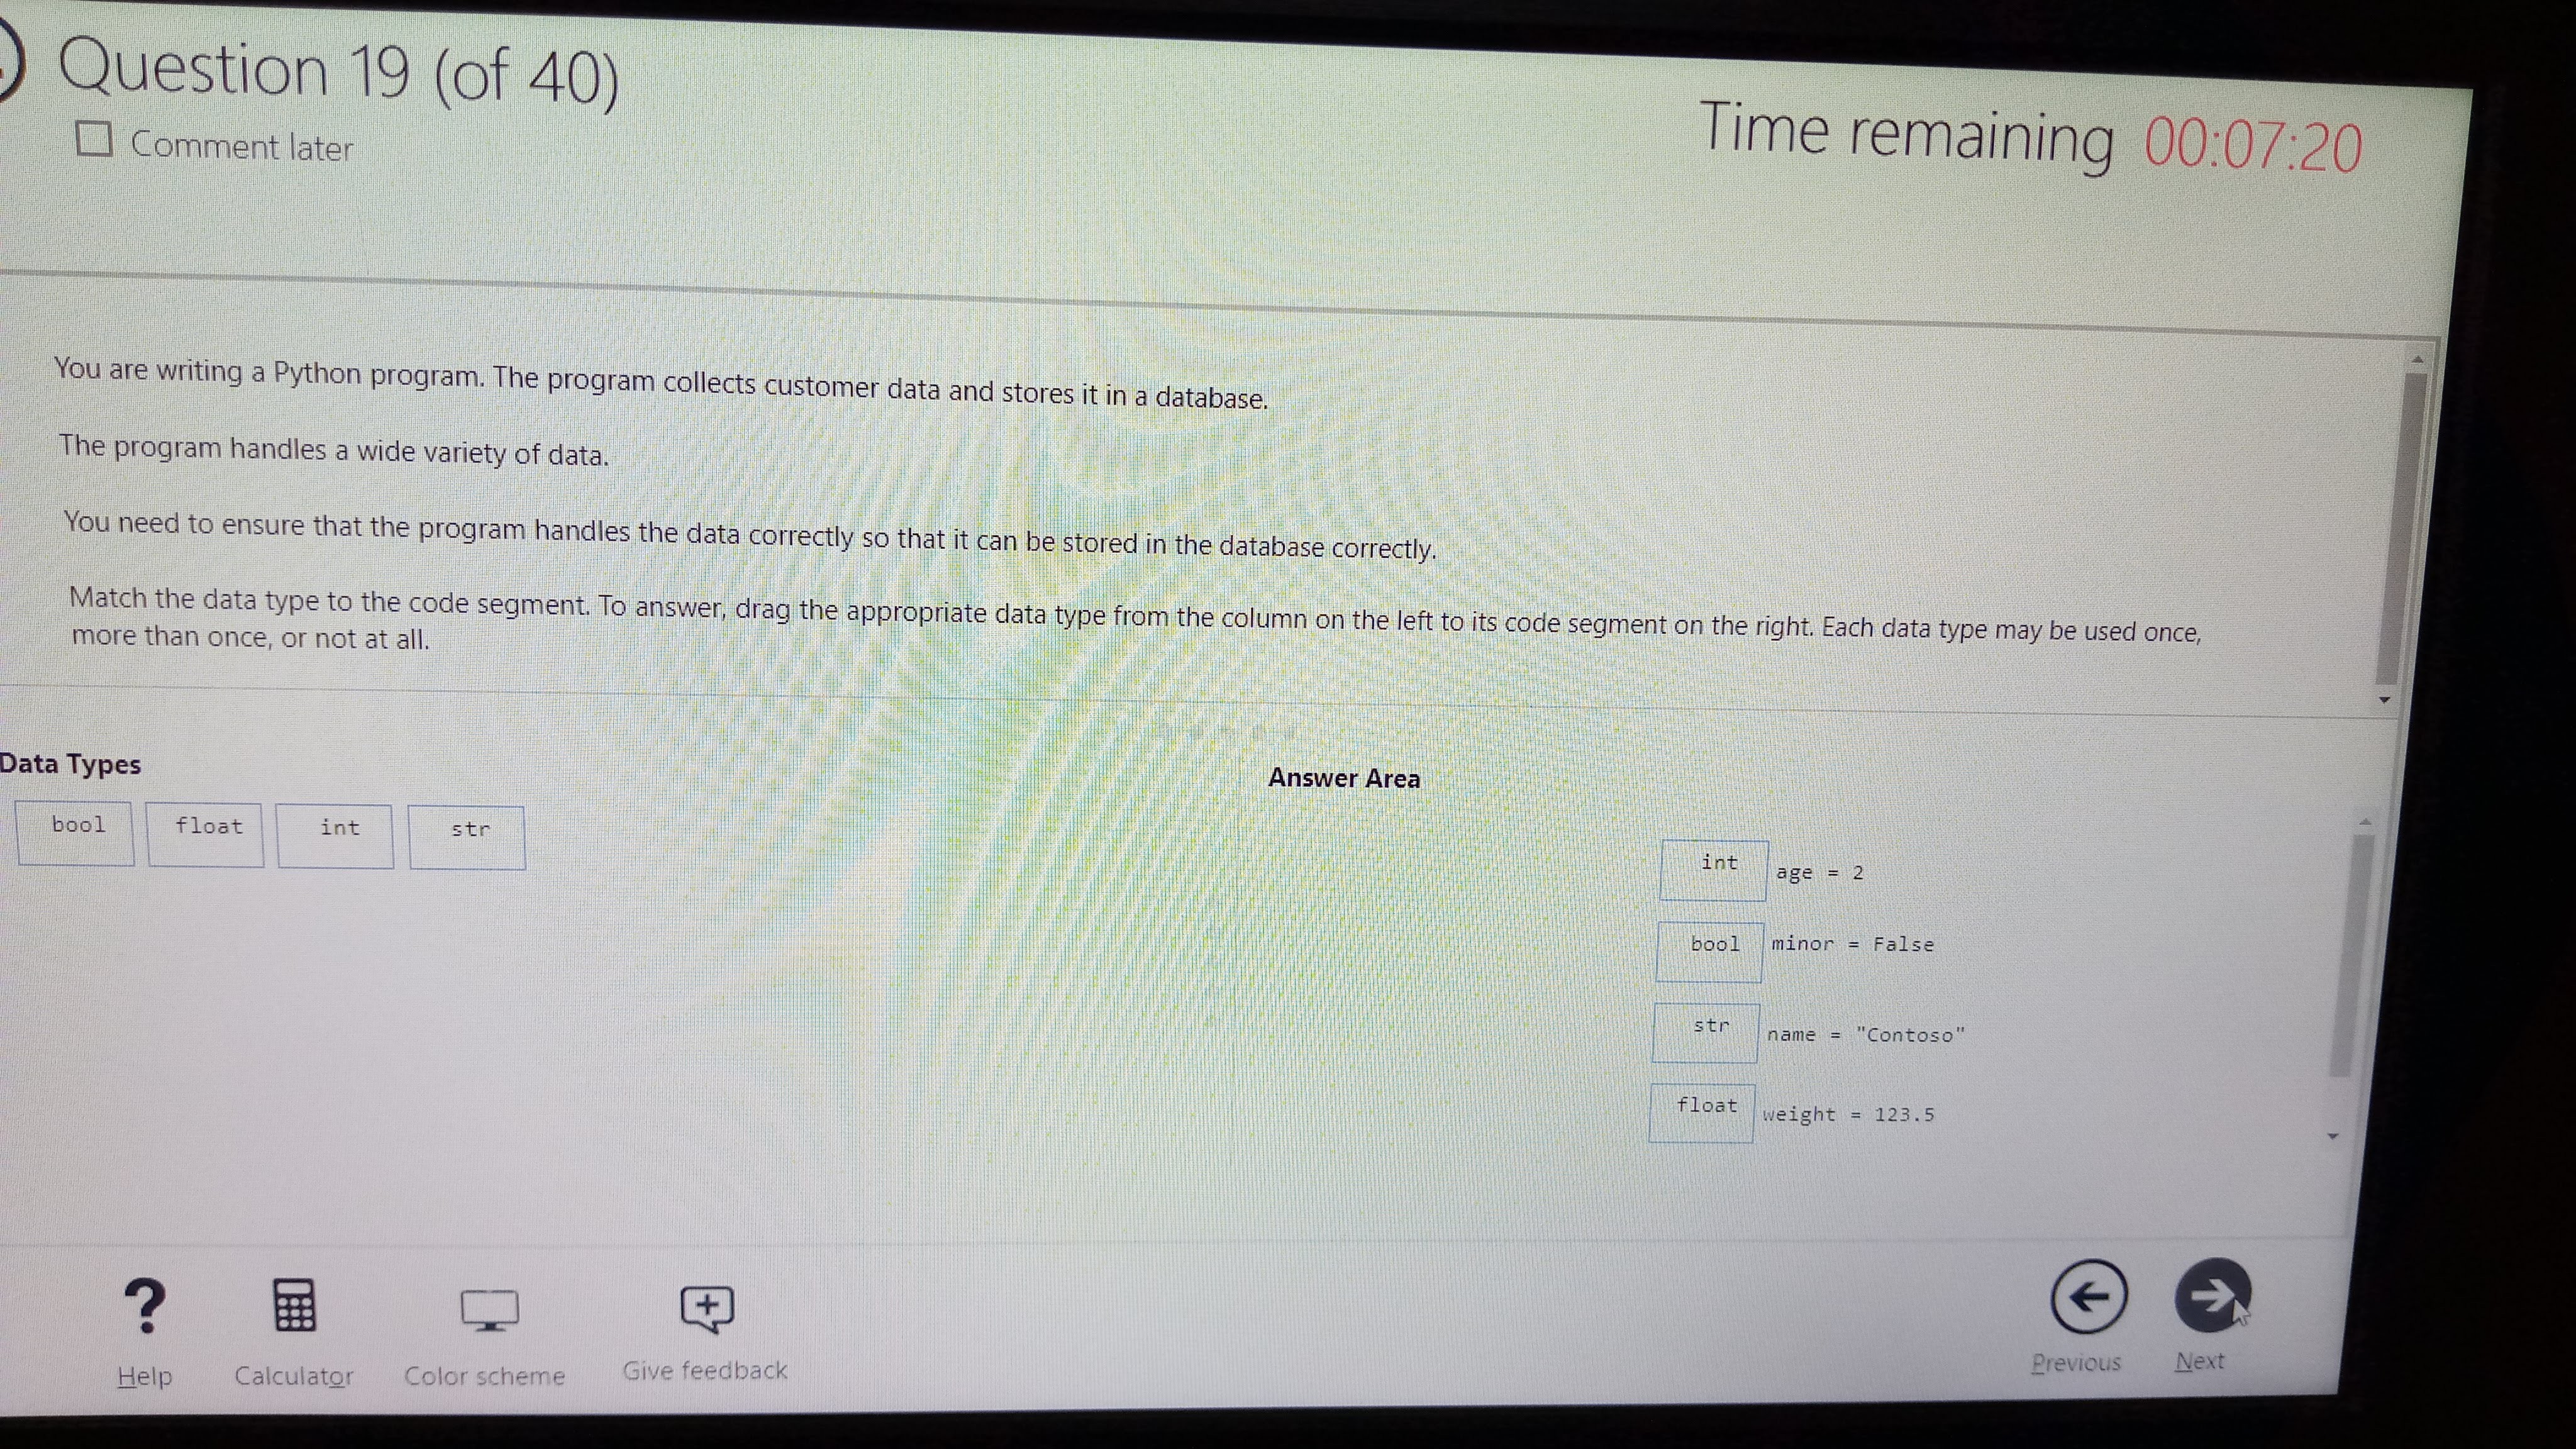 Question 19 (of 40)
Comment later
Time remaining 00:07:20
You are writing a Python program. The program collects customer data and stores it in a database.
The program handles a wide variety of data.
You need to ensure that the program handles the data correctly so that it can be stored in the database correctly.
Match the data type to the code segment. To answer, drag the appropriate data type from the column on the left to its code segment on the right. Each data type may be used once,
more than once, or not at all.
Data Types
bool float int str
Answer Area
int age = 2
bool minor = False
str name = "Contoso"
float weight = 123.5
Help Calculator Color scheme Give feedback
Previous Next